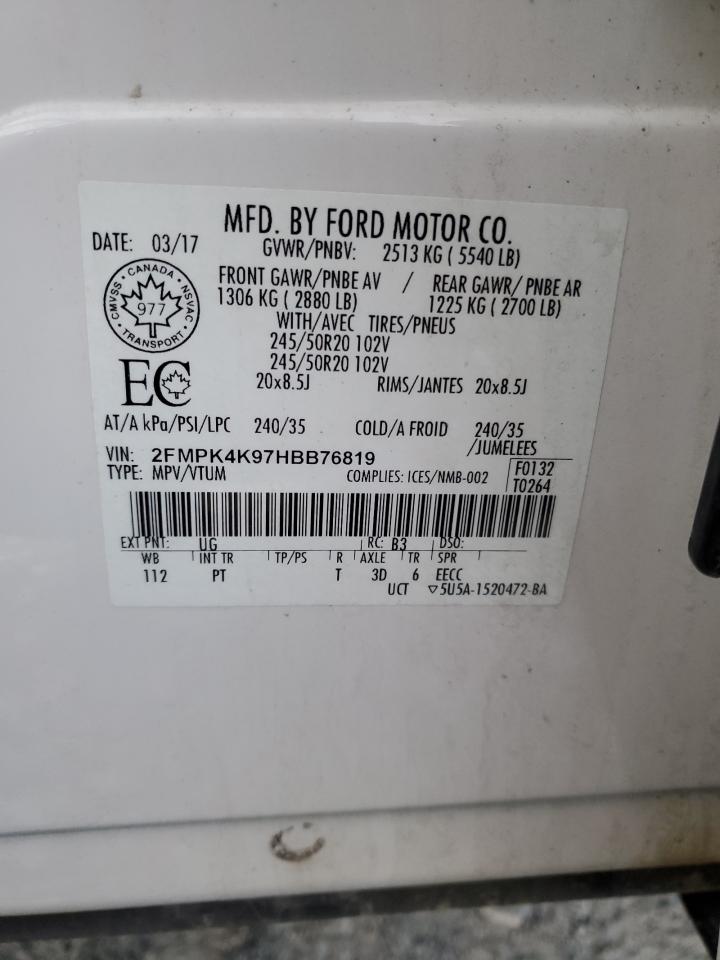 MFD. BY FORD MOTOR CO.
DATE: 03/17
GVWR/PNBV: 2513 KG ( 5540 LB)
FRONT GAWR/PNBE AV / REAR GAWR/ PNBE AR
1306 KG ( 2880 LB) 1225 KG ( 2700 LB)
WITH/AVEC TIRES/PNEUS
245/50R20 102V
245/50R20 102V
20x8.5J RIMS/JANTES 20x8.5J
CANADA
CMVSS NSVAC
977
TRANSPORT
EC
AT/A kPa/PSI/LPC 240/35 COLD/A FROID 240/35
/JUMELEES
VIN: 2FMPK4K97HBB76819
TYPE: MPV/VTUM COMPLIES: ICES/NMB-002 F0132
T0264
EXT PNT: UG RC: B3 DSO:
WB INT TR TP/PS R AXLE TR SPR
112 PT T 3D 6 EECC
UCT ▽5U5A-1520472-BA